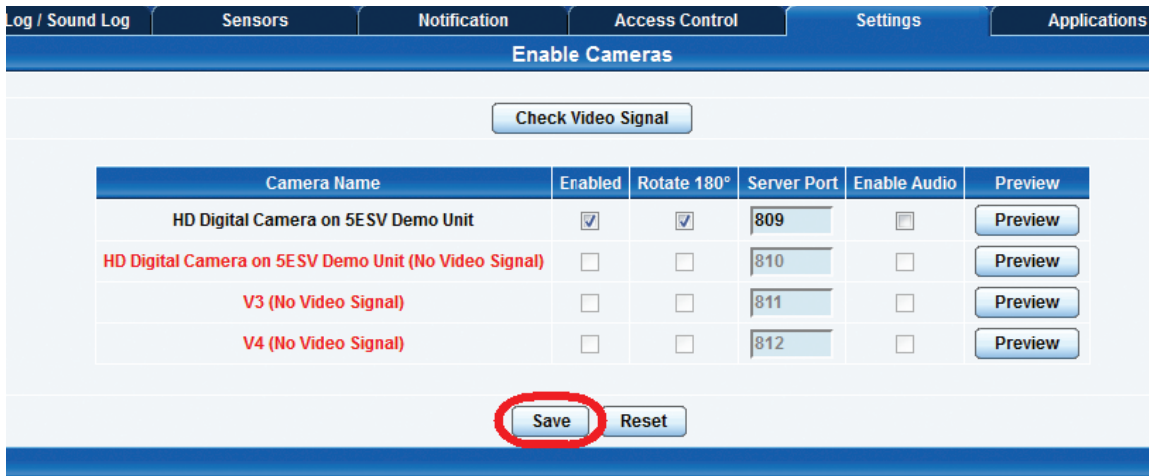 Log / Sound Log Sensors Notification Access Control Settings Applications
Enable Cameras
Check Video Signal
Camera Name Enabled Rotate 180° Server Port Enable Audio Preview
HD Digital Camera on 5ESV Demo Unit 809 Preview
HD Digital Camera on 5ESV Demo Unit (No Video Signal) 810 Preview
V3 (No Video Signal) 811 Preview
V4 (No Video Signal) 812 Preview
Save Reset